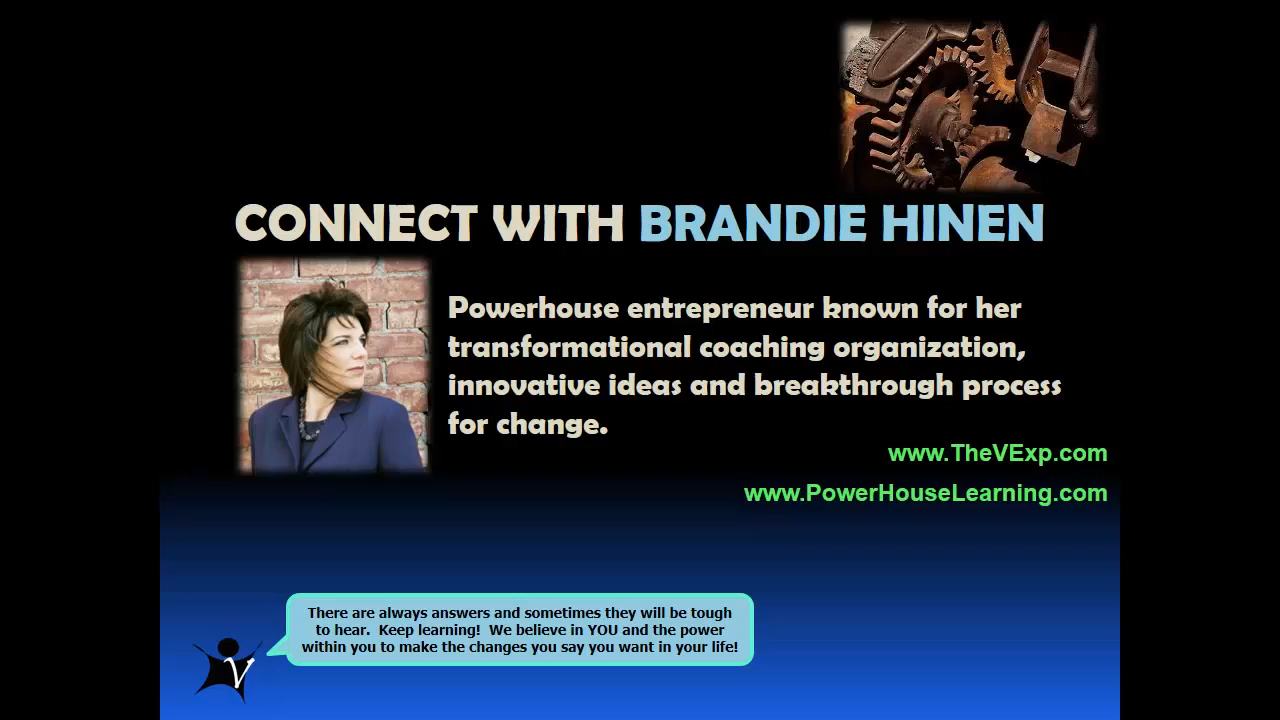 CONNECT WITH BRANDIE HINEN
Powerhouse entrepreneur known for her
transformational coaching organization,
innovative ideas and breakthrough process
for change.
www.TheVExp.com
www.PowerHouseLearning.com
There are always answers and sometimes they will be tough
to hear.  Keep learning!  We believe in YOU and the power
within you to make the changes you say you want in your life!
V